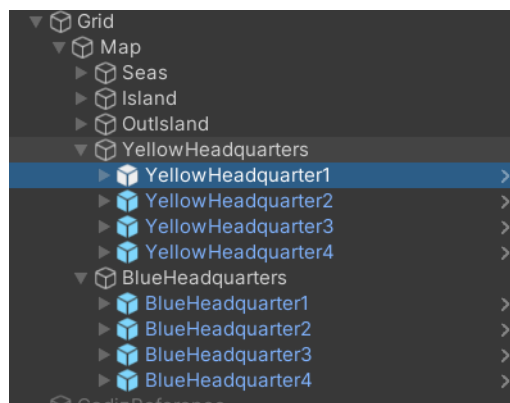 Grid
Map
Seas
Island
OutIsland
YellowHeadquarters
YellowHeadquarter1
YellowHeadquarter2
YellowHeadquarter3
YellowHeadquarter4
BlueHeadquarters
BlueHeadquarter1
BlueHeadquarter2
BlueHeadquarter3
BlueHeadquarter4